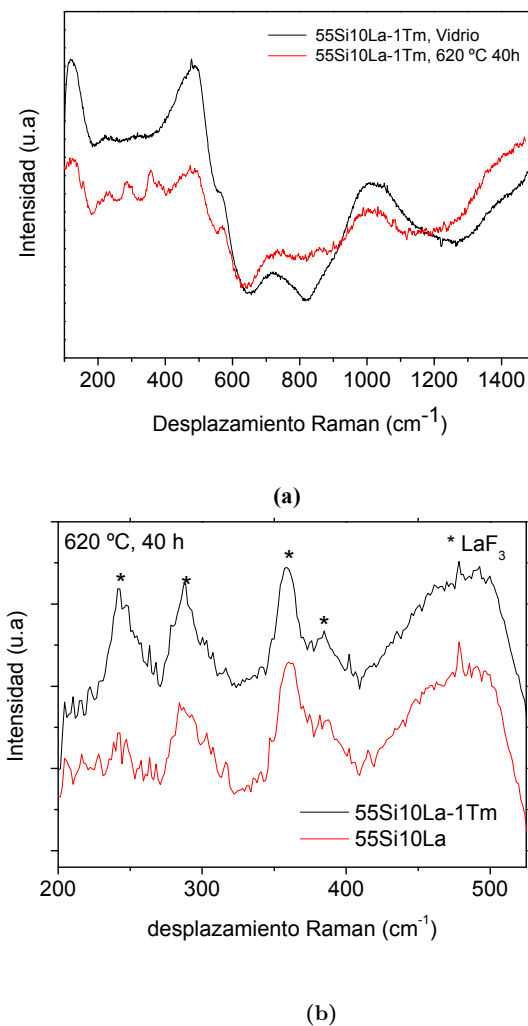 55Si10La-1Tm, Vidrio
55Si10La-1Tm, 620 ºC 40h
Intensidad (u.a)
200 400 600 800 1000 1200 1400
Desplazamiento Raman (cm-1)
(a)
620 ºC, 40 h
* LaF3
* * * *
Intensidad (u.a)
55Si10La-1Tm
55Si10La
200 300 400 500
desplazamiento Raman (cm-1)
(b)